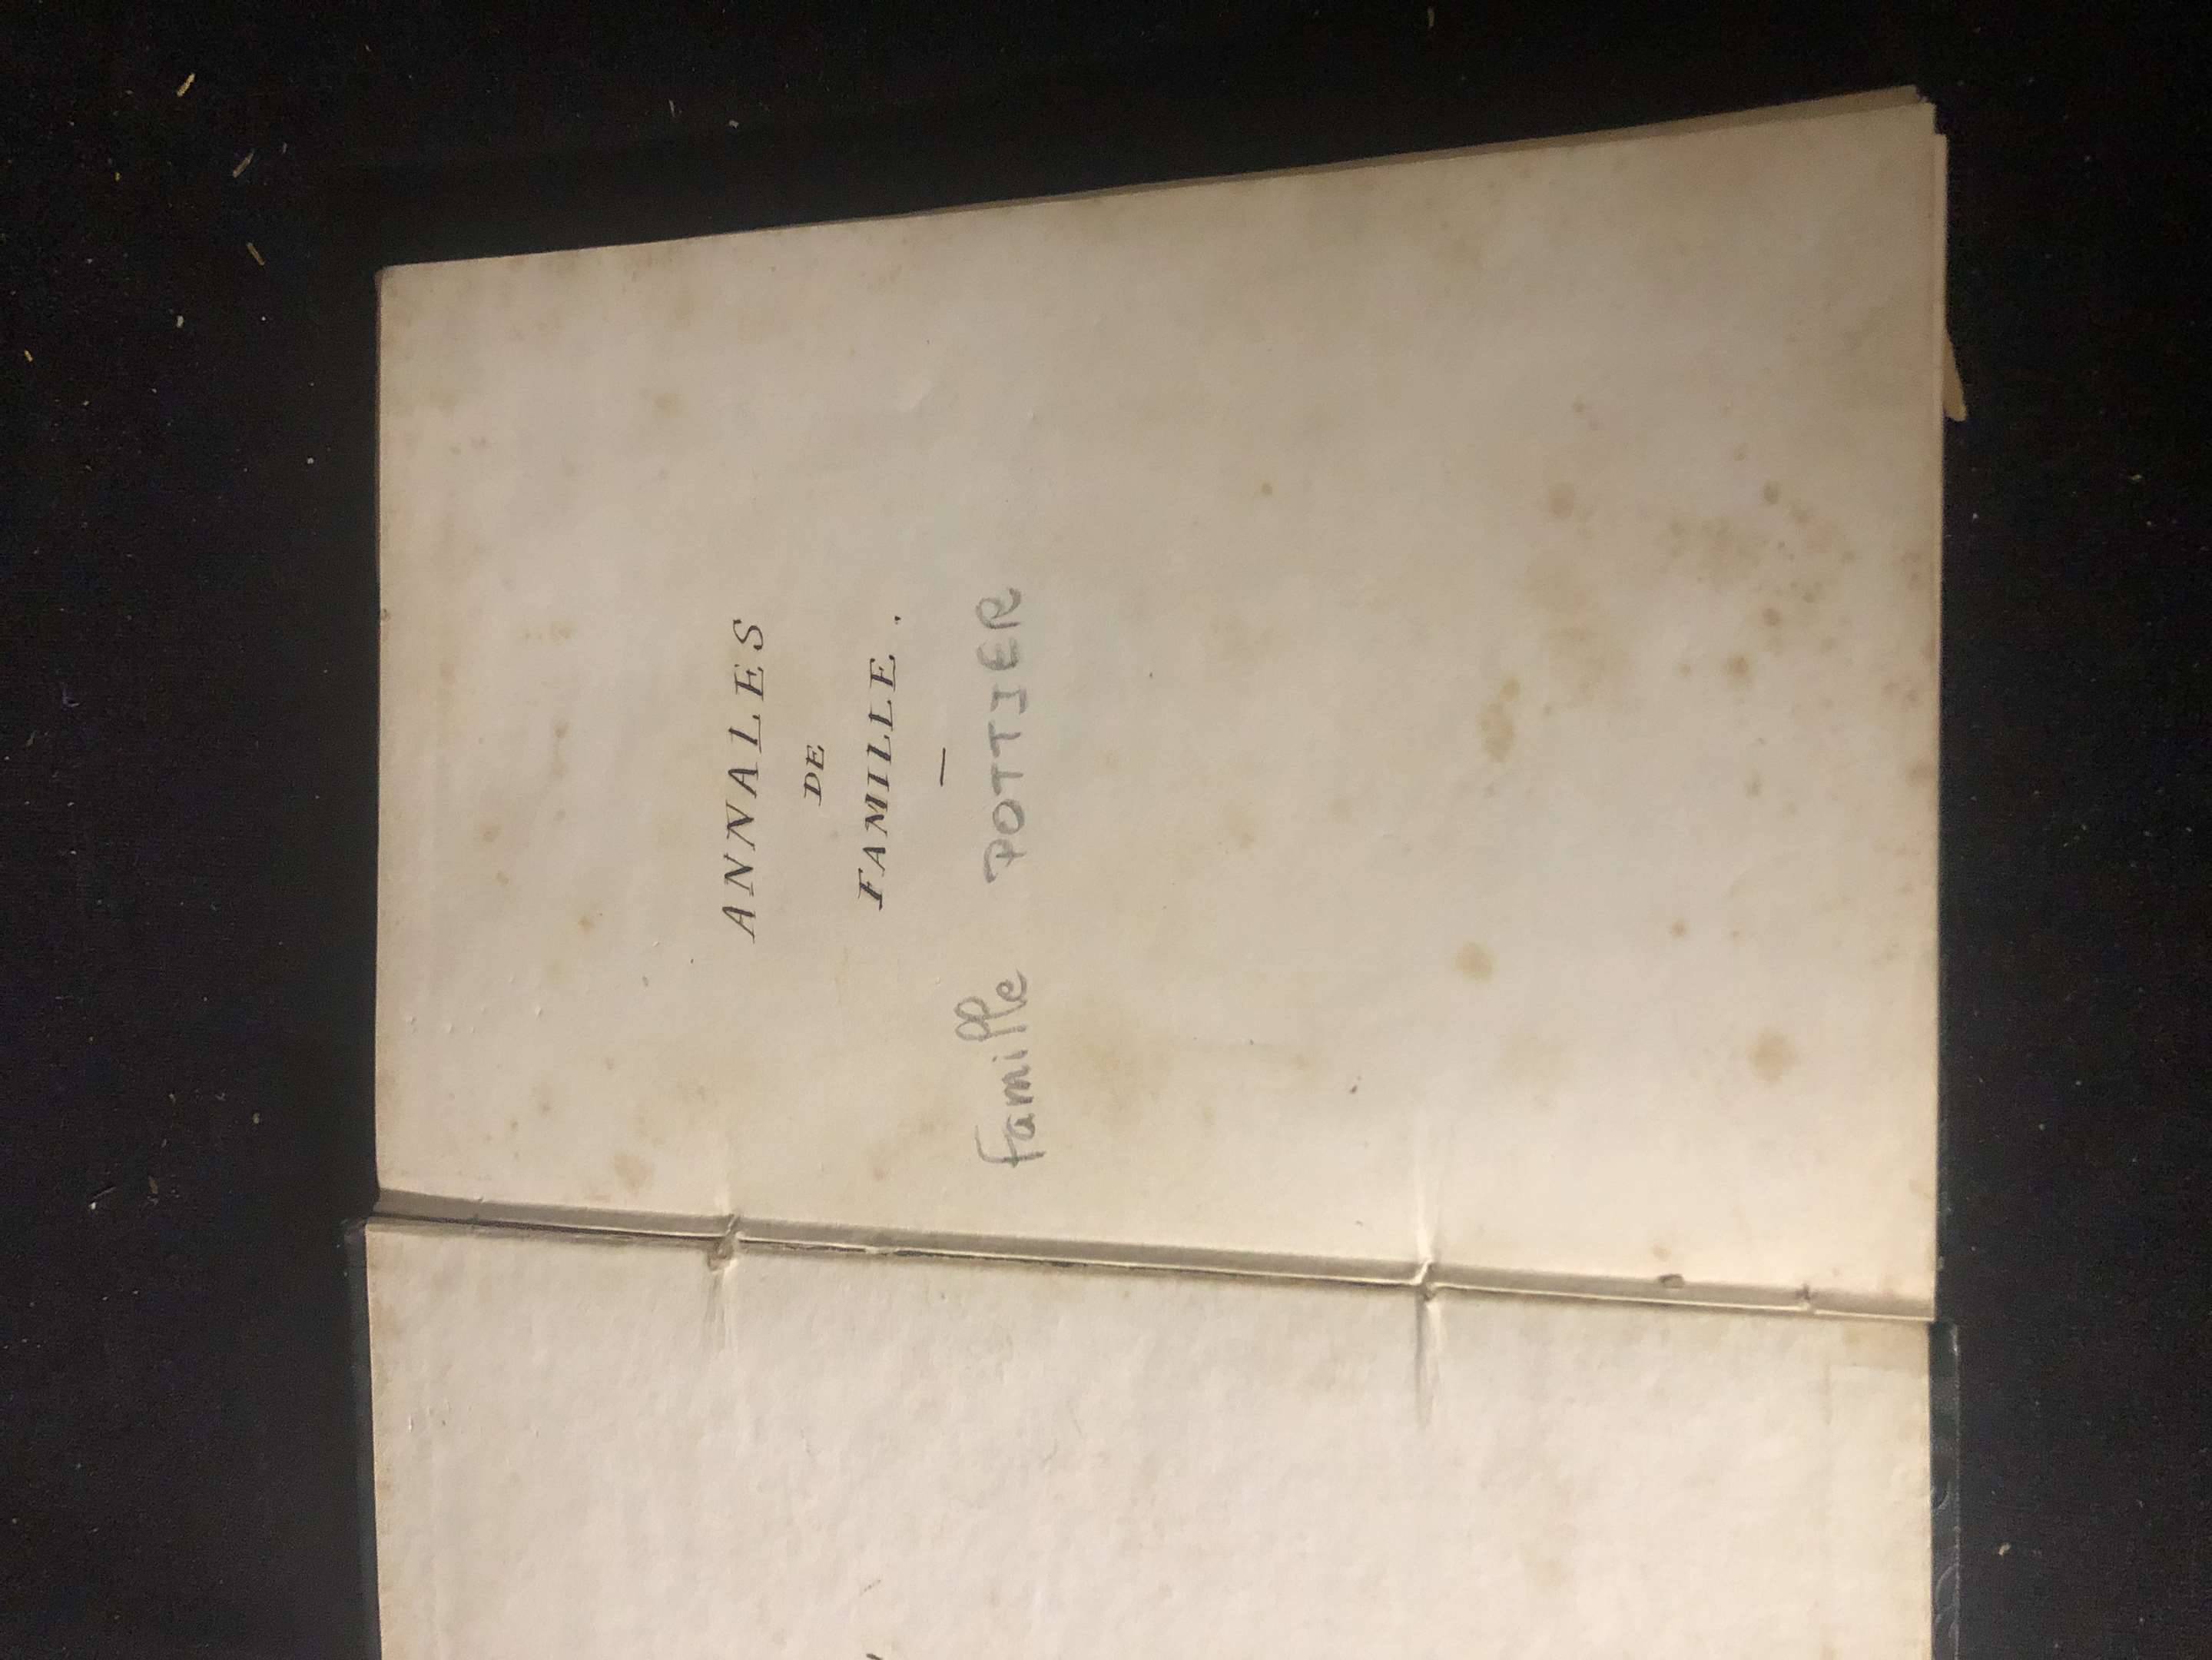 ANNALES
DE
FAMILLE.
—
Famille POTTIER